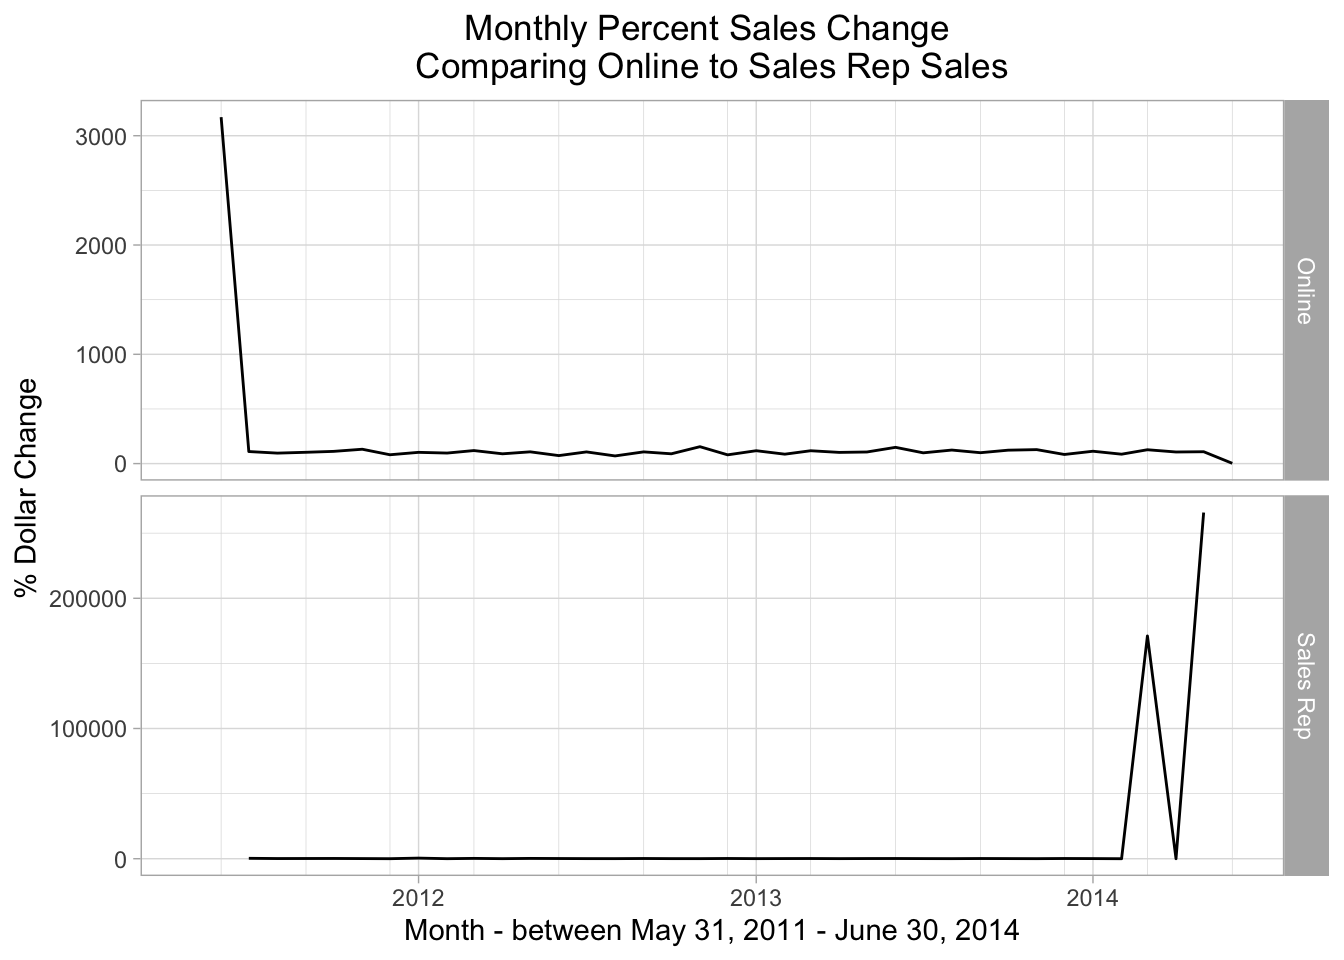 Monthly Percent Sales Change
Comparing Online to Sales Rep Sales
% Dollar Change
3000
2000
1000
0
Online
200000
100000
0
Sales Rep
2012
2013
2014
Month - between May 31, 2011 - June 30, 2014